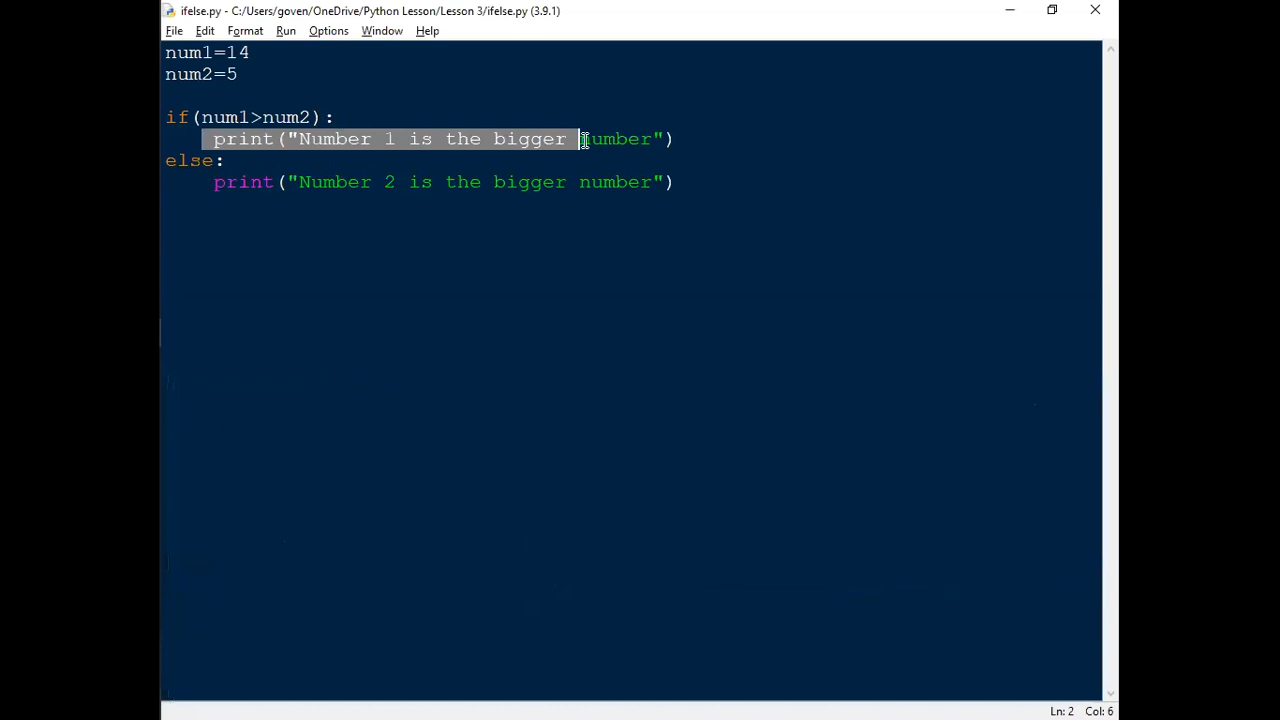 ifelse.py - C:/Users/goven/OneDrive/Python Lesson/Lesson 3/ifelse.py (3.9.1)
File Edit Format Run Options Window Help
num1=14
num2=5
if(num1>num2):
    print("Number 1 is the bigger number")
else:
    print("Number 2 is the bigger number")
Ln: 2 Col: 6